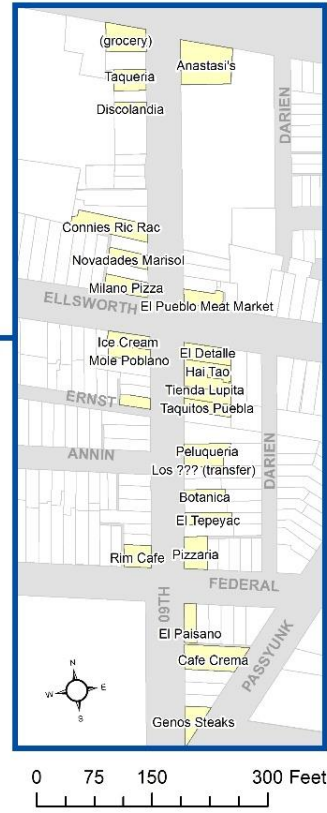 (grocery)
Anastasi's
Taqueria
DARIEN
Discolandia
Connies Ric Rac
Novadades Marisol
Milano Pizza
ELLSWORTH
El Pueblo Meat Market
Ice Cream
El Detalle
Mole Poblano
Hai Tao
Tienda Lupita
ERNST
Taquitos Puebla
ANNIN
Peluqueria
DARIEN
Los ??? (transfer)
Botanica
El Tepeyac
Rim Cafe
Pizzaria
FEDERAL
09TH
El Paisano
Cafe Crema
PASSYUNK
N
W E
S
Genos Steaks
0 75 150 300 Feet